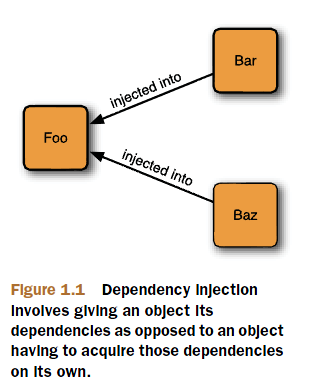 Bar
injected into
Foo
injected into
Baz
Figure 1.1 Dependency Injection
involves giving an object its
dependencies as opposed to an object
having to acquire those dependencies
on its own.